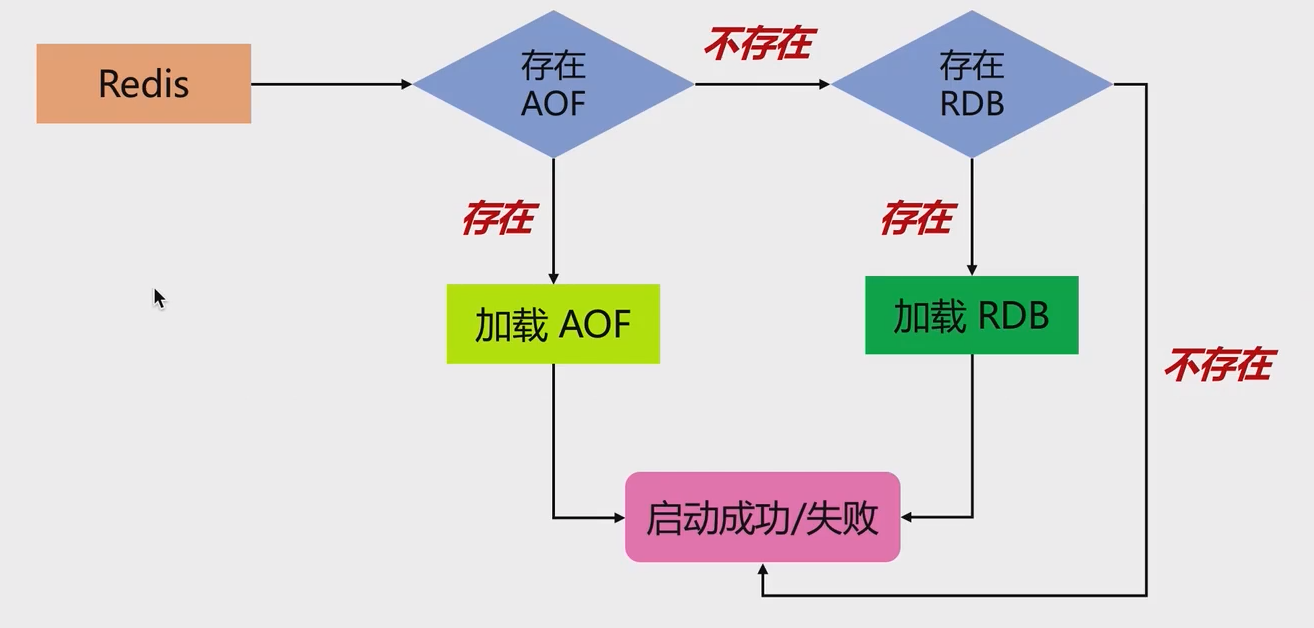 Redis
存在
AOF
不存在
存在
RDB
存在
存在
加载 AOF
加载 RDB
不存在
启动成功/失败